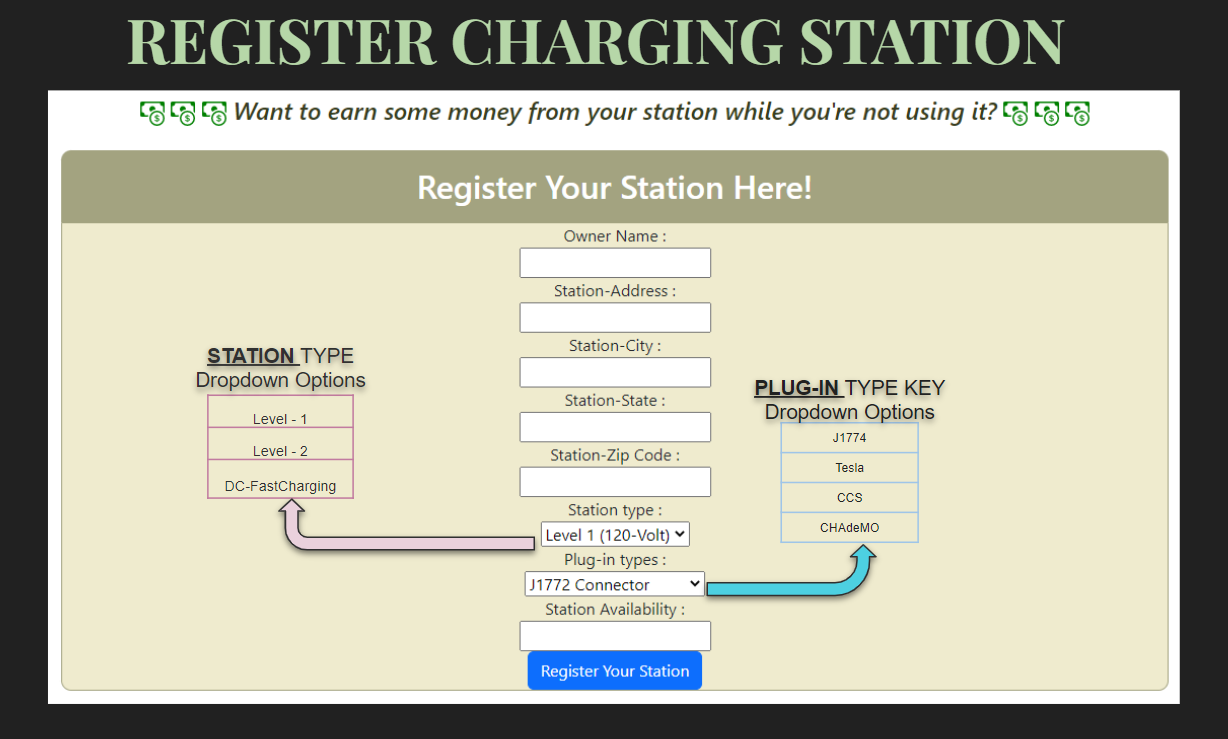 REGISTER CHARGING STATION
Want to earn some money from your station while you're not using it?
Register Your Station Here!
Owner Name :
Station-Address :
Station-City :
Station-State :
Station-Zip Code :
Station type :
Level 1 (120-Volt)
Plug-in types :
J1772 Connector
Station Availability :
Register Your Station
STATION TYPE
Dropdown Options
Level - 1
Level - 2
DC-FastCharging
PLUG-IN TYPE KEY
Dropdown Options
J1774
Tesla
CCS
CHAdeMO